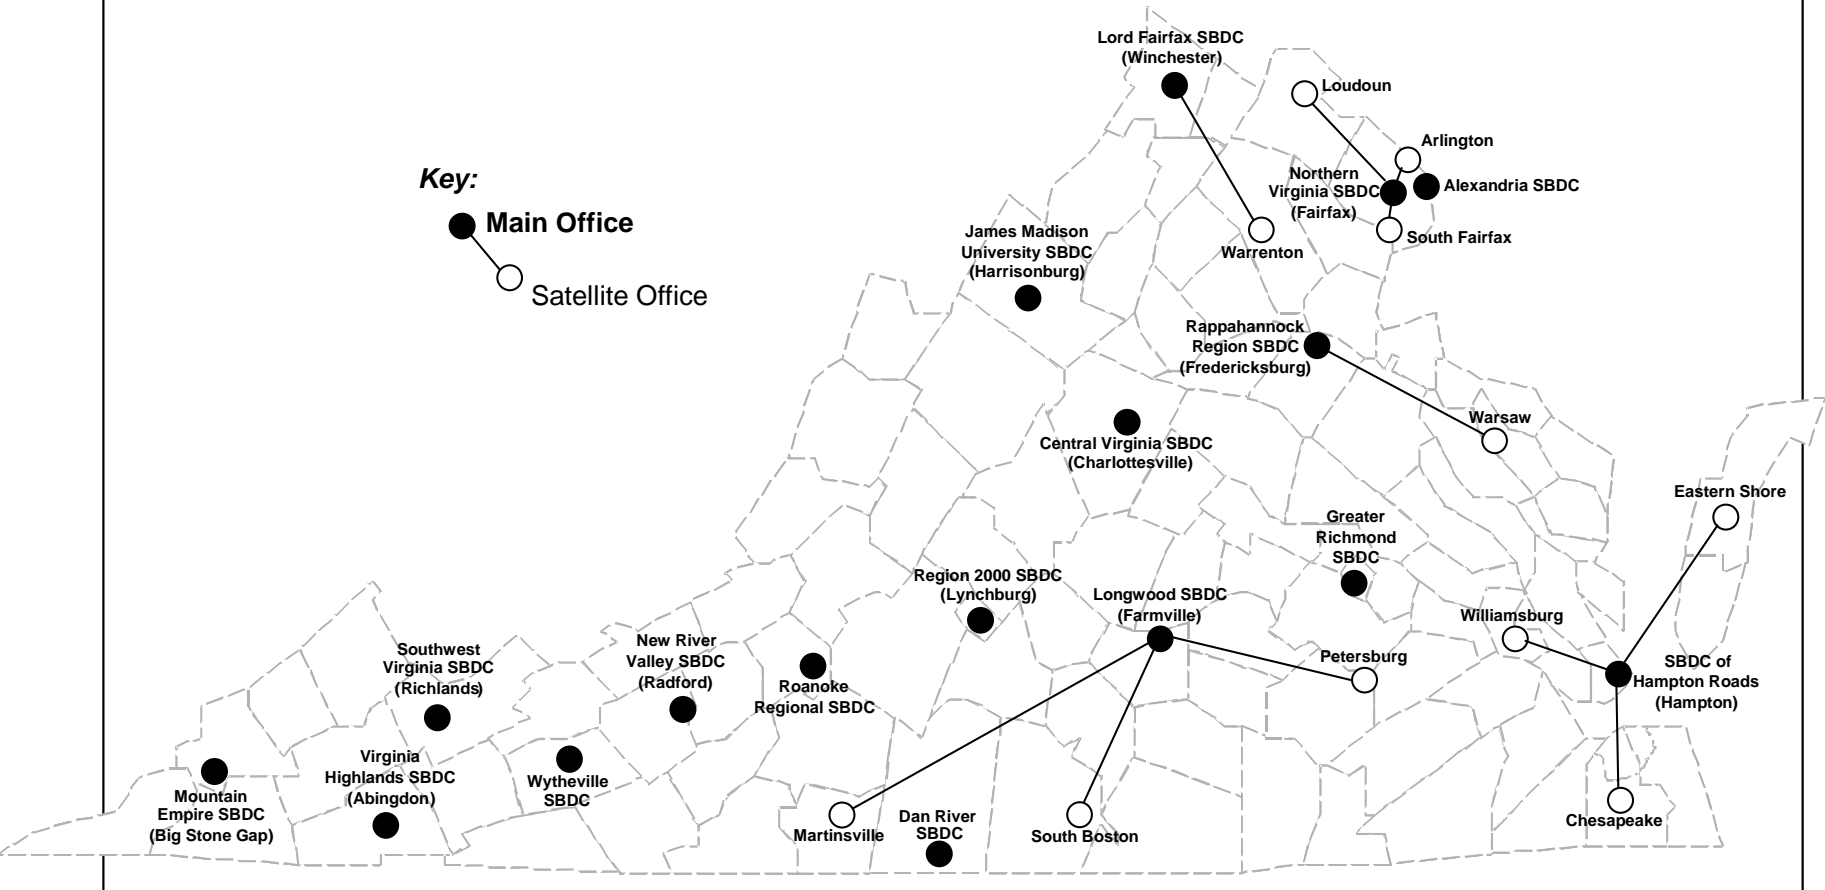 Lord Fairfax SBDC
(Winchester)
Loudoun
Arlington
Key:
Northern
Virginia SBDC
(Fairfax)
Alexandria SBDC
Main Office
James Madison
University SBDC
(Harrisonburg)
Warrenton
South Fairfax
Satellite Office
Rappahannock
Region SBDC
(Fredericksburg)
Warsaw
Central Virginia SBDC
(Charlottesville)
Eastern Shore
Greater
Richmond
SBDC
Region 2000 SBDC
(Lynchburg)
Longwood SBDC
(Farmville)
Williamsburg
Southwest
Virginia SBDC
(Richlands)
New River
Valley SBDC
(Radford)
Roanoke
Regional SBDC
Petersburg
SBDC of
Hampton Roads
(Hampton)
Virginia
Highlands SBDC
(Abingdon)
Wytheville
SBDC
Mountain
Empire SBDC
(Big Stone Gap)
Martinsville
Dan River
SBDC
South Boston
Chesapeake